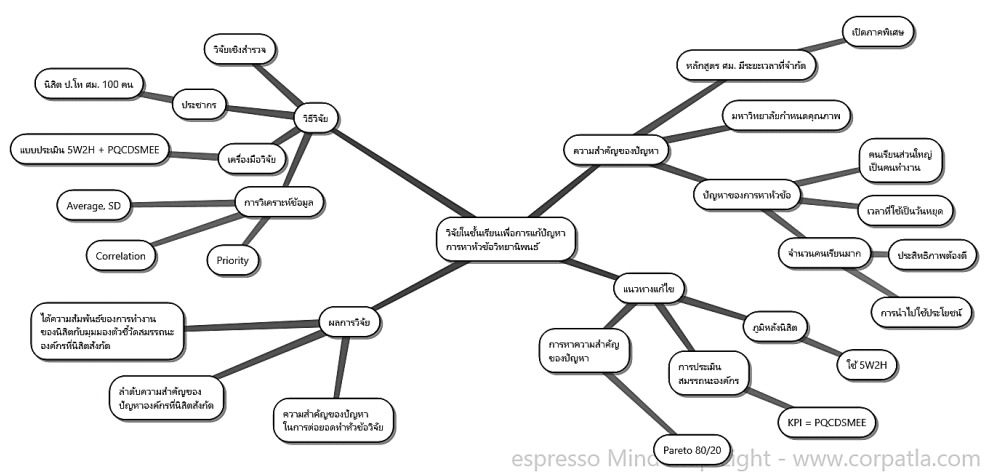 วิจัยในชั้นเรียนเพื่อการแก้ปัญหา
การหาหัวข้อวิทยานิพนธ์
วิธีวิจัย
วิจัยเชิงสำรวจ
ประชากร
นิสิต ป.โท ศม. 100 คน
เครื่องมือวิจัย
แบบประเมิน 5W2H + PQCDSMEE
การวิเคราะห์ข้อมูล
Average, SD
Correlation
Priority
ผลการวิจัย
ได้ความสัมพันธ์ของการทำงาน
ของนิสิตกับมุมมองตัวชี้วัดสมรรถนะ
องค์กรที่นิสิตสังกัด
ลำดับความสำคัญของ
ปัญหาองค์กรที่นิสิตสังกัด
ความสำคัญของปัญหา
ในการต่อยอดทำหัวข้อวิจัย
ความสำคัญของปัญหา
หลักสูตร ศม. มีระยะเวลาที่จำกัด
เปิดภาคพิเศษ
มหาวิทยาลัยกำหนดคุณภาพ
ปัญหาของการหาหัวข้อ
คนเรียนส่วนใหญ่
เป็นคนทำงาน
เวลาที่ใช้เป็นวันหยุด
จำนวนคนเรียนมาก
ประสิทธิภาพต้องดี
การนำไปใช้ประโยชน์
แนวทางแก้ไข
ภูมิหลังนิสิต
ใช้ 5W2H
การประเมิน
สมรรถนะองค์กร
KPI = PQCDSMEE
การหาความสำคัญ
ของปัญหา
Pareto 80/20
espresso Mind ght - www.corpatla.com